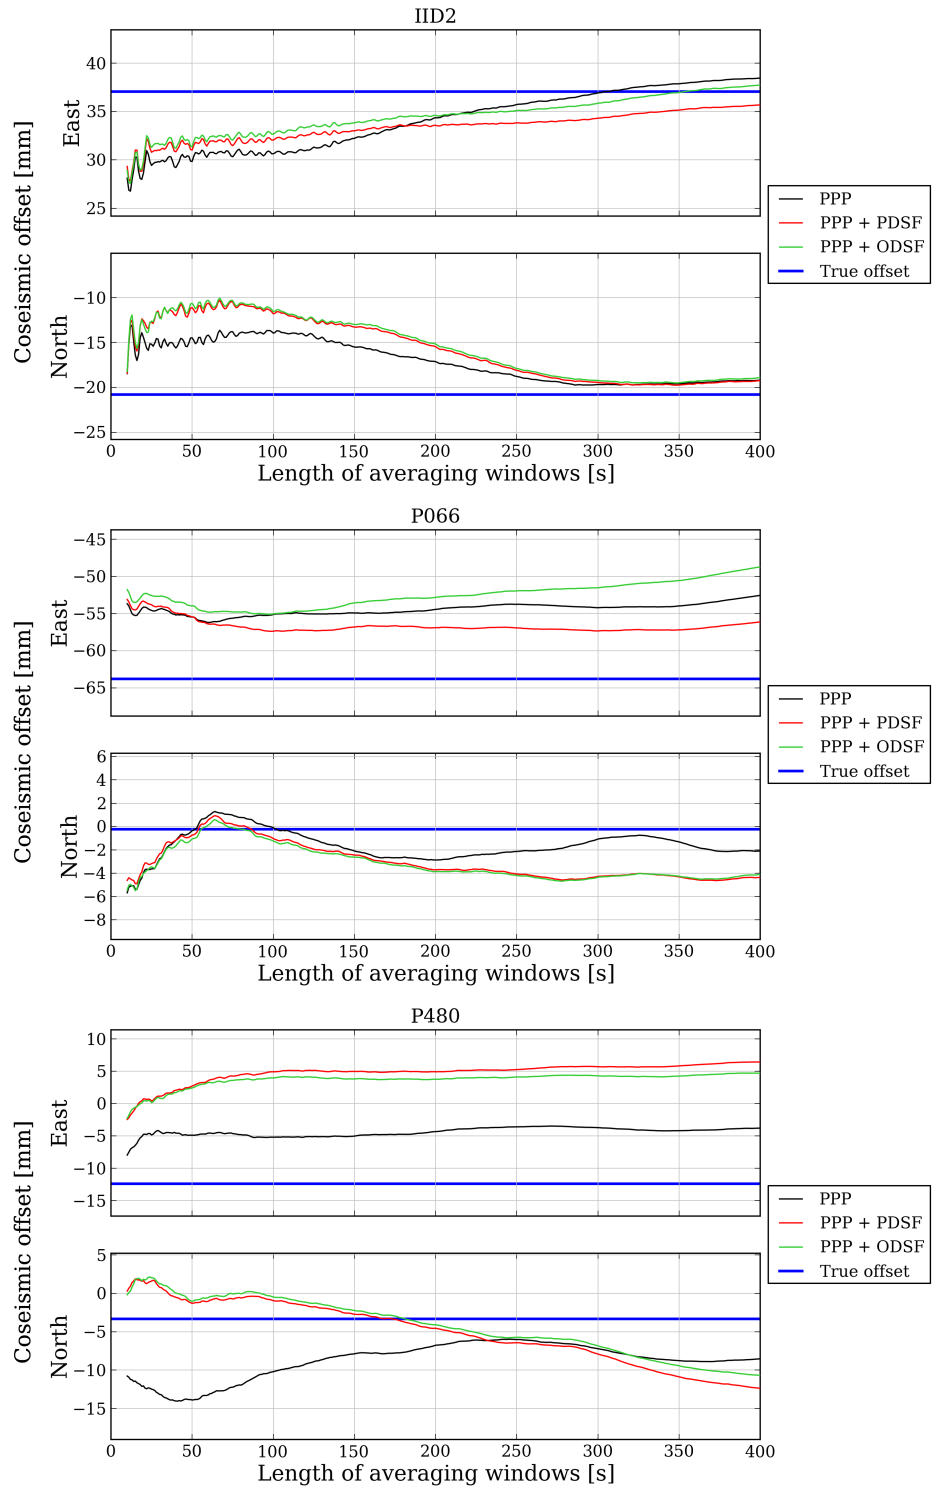 IID2
Coseismic offset [mm]
East
40
35
30
25
North
−10
−15
−20
−25
0 50 100 150 200 250 300 350 400
Length of averaging windows [s]
PPP
PPP + PDSF
PPP + ODSF
True offset
P066
Coseismic offset [mm]
East
−45
−50
−55
−60
−65
North
6
4
2
0
−2
−4
−6
−8
0 50 100 150 200 250 300 350 400
Length of averaging windows [s]
PPP
PPP + PDSF
PPP + ODSF
True offset
P480
Coseismic offset [mm]
East
10
5
0
−5
−10
−15
North
5
0
−5
−10
−15
0 50 100 150 200 250 300 350 400
Length of averaging windows [s]
PPP
PPP + PDSF
PPP + ODSF
True offset